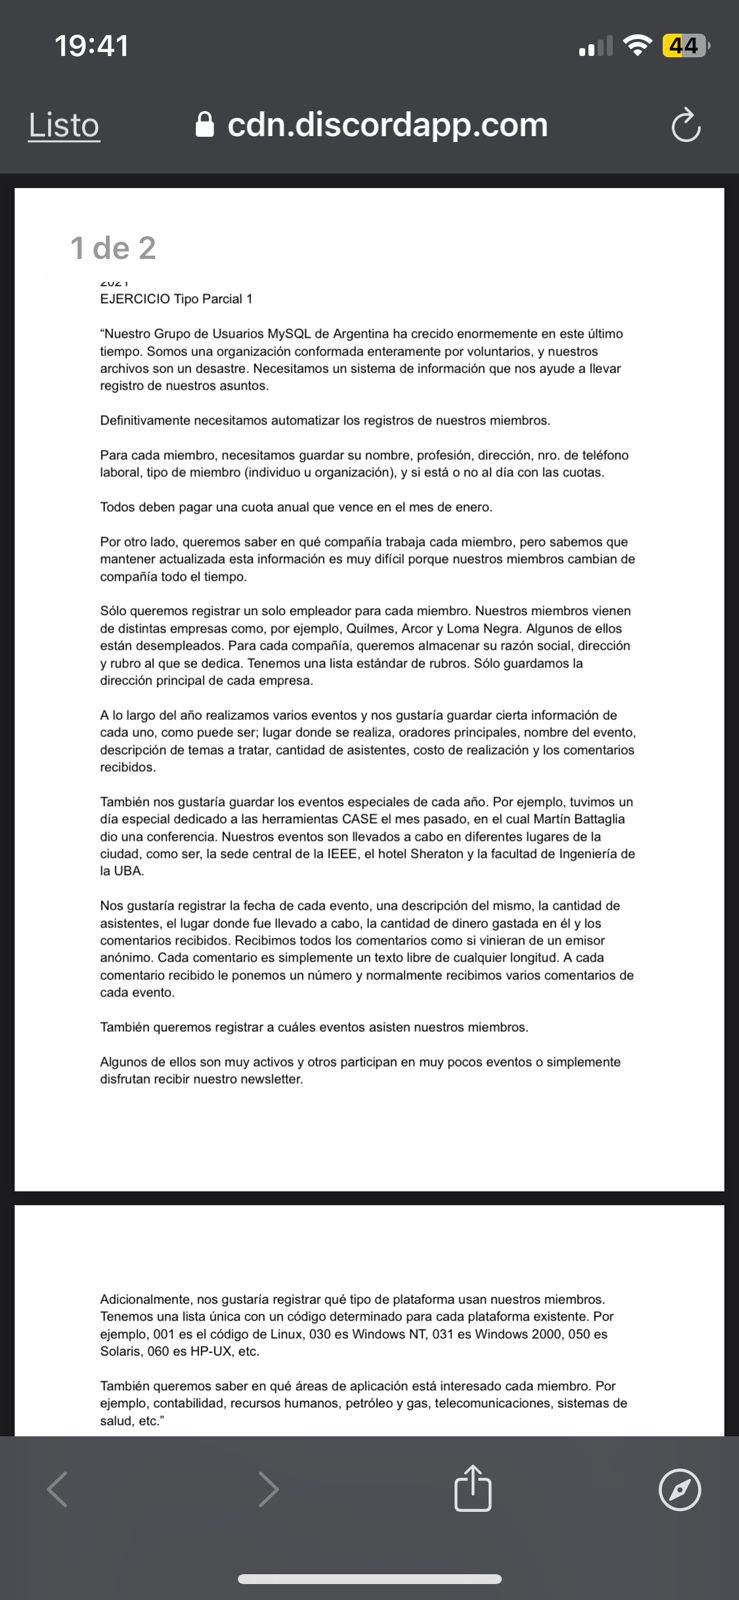 19:41
44
Listo
cdn.discordapp.com
1 de 2
2021
EJERCICIO Tipo Parcial 1
“Nuestro Grupo de Usuarios MySQL de Argentina ha crecido enormemente en este último
tiempo. Somos una organización conformada enteramente por voluntarios, y nuestros
archivos son un desastre. Necesitamos un sistema de información que nos ayude a llevar
registro de nuestros asuntos.
Definitivamente necesitamos automatizar los registros de nuestros miembros.
Para cada miembro, necesitamos guardar su nombre, profesión, dirección, nro. de teléfono
laboral, tipo de miembro (individuo u organización), y si está o no al día con las cuotas.
Todos deben pagar una cuota anual que vence en el mes de enero.
Por otro lado, queremos saber en qué compañía trabaja cada miembro, pero sabemos que
mantener actualizada esta información es muy difícil porque nuestros miembros cambian de
compañía todo el tiempo.
Sólo queremos registrar un solo empleador para cada miembro. Nuestros miembros vienen
de distintas empresas como, por ejemplo, Quilmes, Arcor y Loma Negra. Algunos de ellos
están desempleados. Para cada compañía, queremos almacenar su razón social, dirección
y rubro al que se dedica. Tenemos una lista estándar de rubros. Sólo guardamos la
dirección principal de cada empresa.
A lo largo del año realizamos varios eventos y nos gustaría guardar cierta información de
cada uno, como puede ser; lugar donde se realiza, oradores principales, nombre del evento,
descripción de temas a tratar, cantidad de asistentes, costo de realización y los comentarios
recibidos.
También nos gustaría guardar los eventos especiales de cada año. Por ejemplo, tuvimos un
día especial dedicado a las herramientas CASE el mes pasado, en el cual Martín Battaglia
dio una conferencia. Nuestros eventos son llevados a cabo en diferentes lugares de la
ciudad, como ser, la sede central de la IEEE, el hotel Sheraton y la facultad de Ingeniería de
la UBA.
Nos gustaría registrar la fecha de cada evento, una descripción del mismo, la cantidad de
asistentes, el lugar donde fue llevado a cabo, la cantidad de dinero gastada en él y los
comentarios recibidos. Recibimos todos los comentarios como si vinieran de un emisor
anónimo. Cada comentario es simplemente un texto libre de cualquier longitud. A cada
comentario recibido le ponemos un número y normalmente recibimos varios comentarios de
cada evento.
También queremos registrar a cuáles eventos asisten nuestros miembros.
Algunos de ellos son muy activos y otros participan en muy pocos eventos o simplemente
disfrutan recibir nuestro newsletter.
Adicionalmente, nos gustaría registrar qué tipo de plataforma usan nuestros miembros.
Tenemos una lista única con un código determinado para cada plataforma existente. Por
ejemplo, 001 es el código de Linux, 030 es Windows NT, 031 es Windows 2000, 050 es
Solaris, 060 es HP-UX, etc.
También queremos saber en qué áreas de aplicación está interesado cada miembro. Por
ejemplo, contabilidad, recursos humanos, petróleo y gas, telecomunicaciones, sistemas de
salud, etc.”